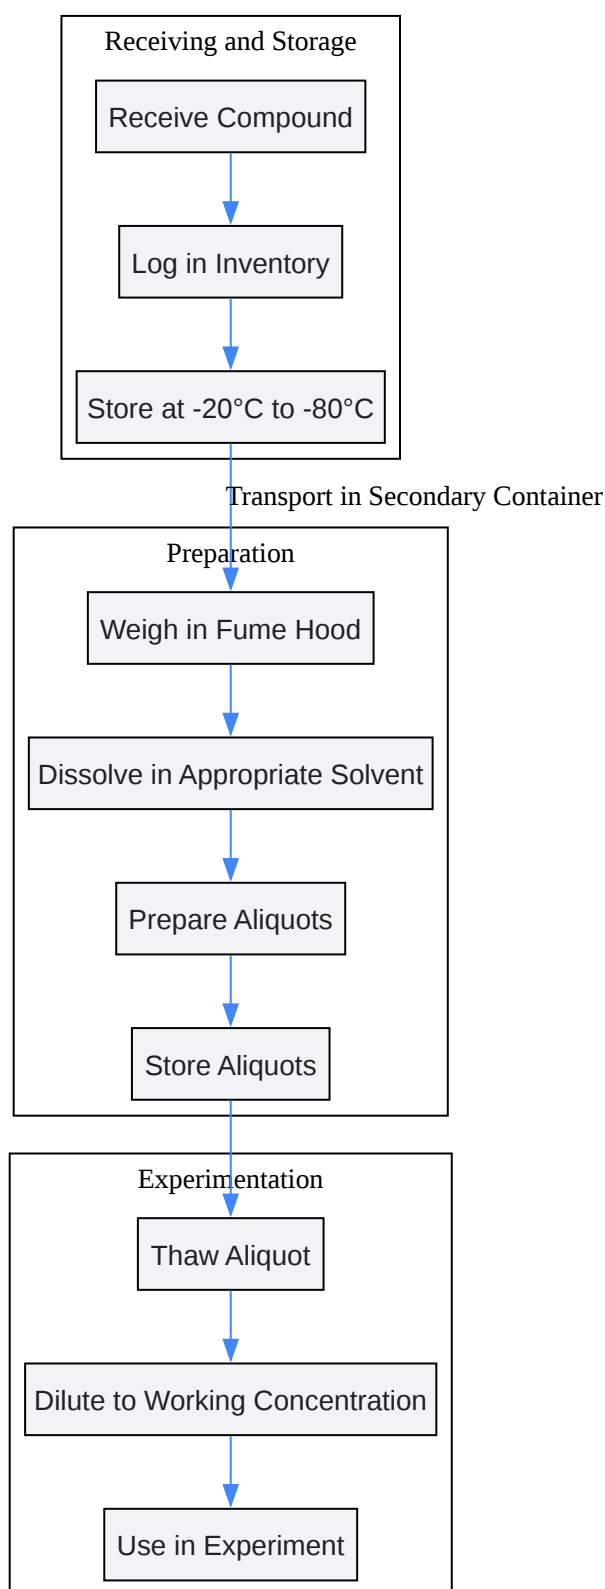 Receiving and Storage
Receive Compound
Log in Inventory
Store at -20°C to -80°C
Transport in Secondary Container
Preparation
Weigh in Fume Hood
Dissolve in Appropriate Solvent
Prepare Aliquots
Store Aliquots
Experimentation
Thaw Aliquot
Dilute to Working Concentration
Use in Experiment